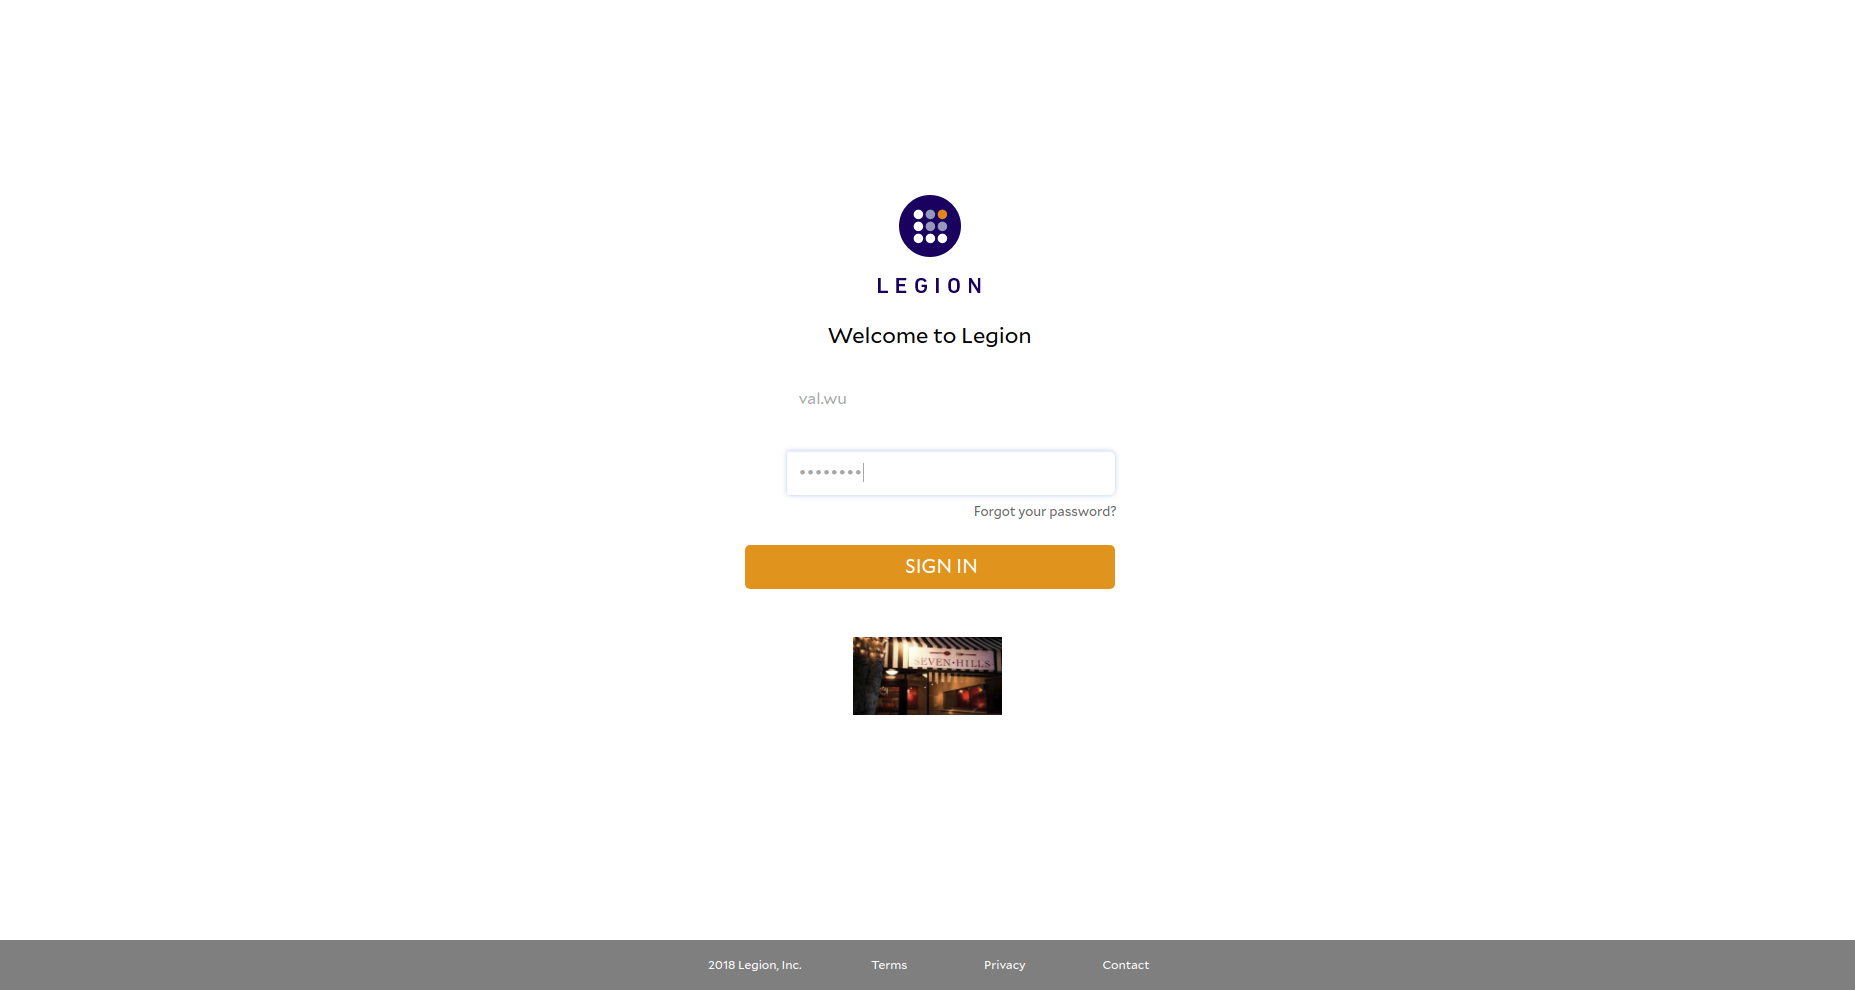 LEGION
Welcome to Legion
val.wu
••••••••
Forgot your password?
SIGN IN
SEVEN•HILLS
2018 Legion, Inc. Terms Privacy Contact